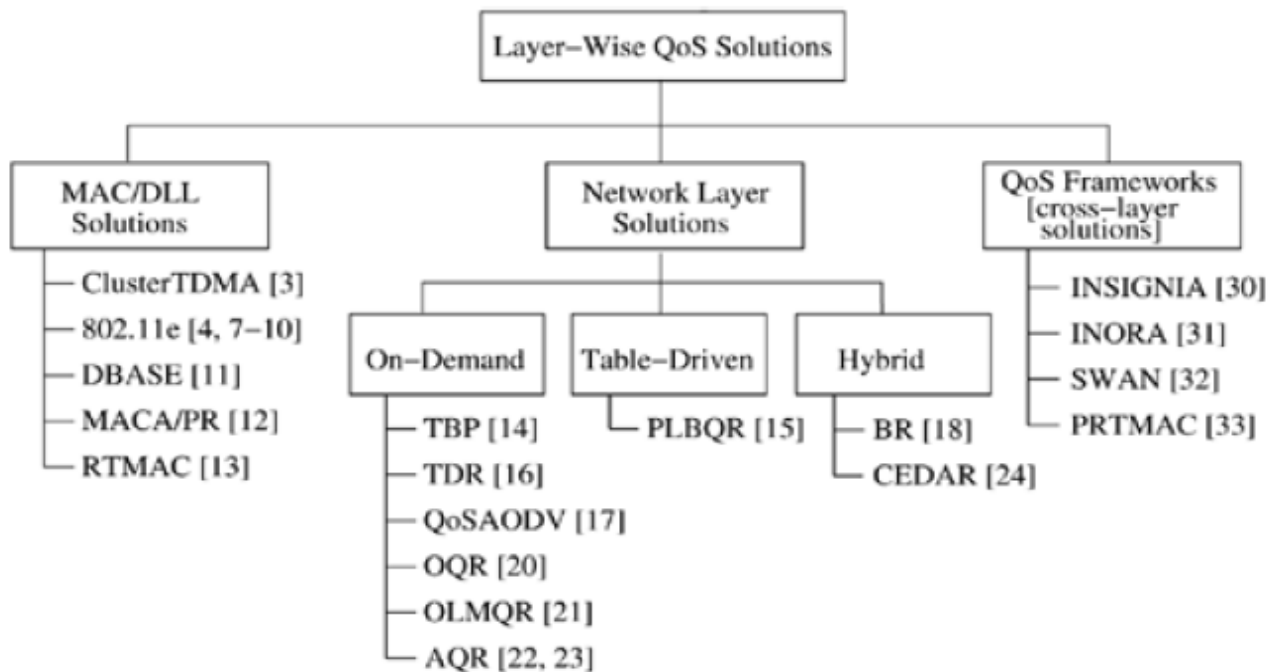 Layer-Wise QoS Solutions
MAC/DLL
Solutions
ClusterTDMA [3]
802.11e [4, 7-10]
DBASE [11]
MACA/PR [12]
RTMAC [13]
Network Layer
Solutions
On-Demand
TBP [14]
TDR [16]
QoSAODV [17]
OQR [20]
OLMQR [21]
AQR [22, 23]
Table-Driven
PLBQR [15]
Hybrid
BR [18]
CEDAR [24]
QoS Frameworks
[cross-layer
solutions]
INSIGNIA [30]
INORA [31]
SWAN [32]
PRTMAC [33]